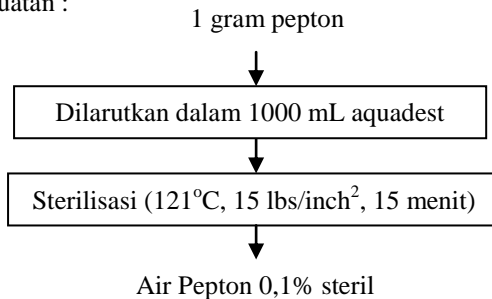 uatan :
1 gram pepton
Dilarutkan dalam 1000 mL aquadest
Sterilisasi (121°C, 15 lbs/inch², 15 menit)
Air Pepton 0,1% steril